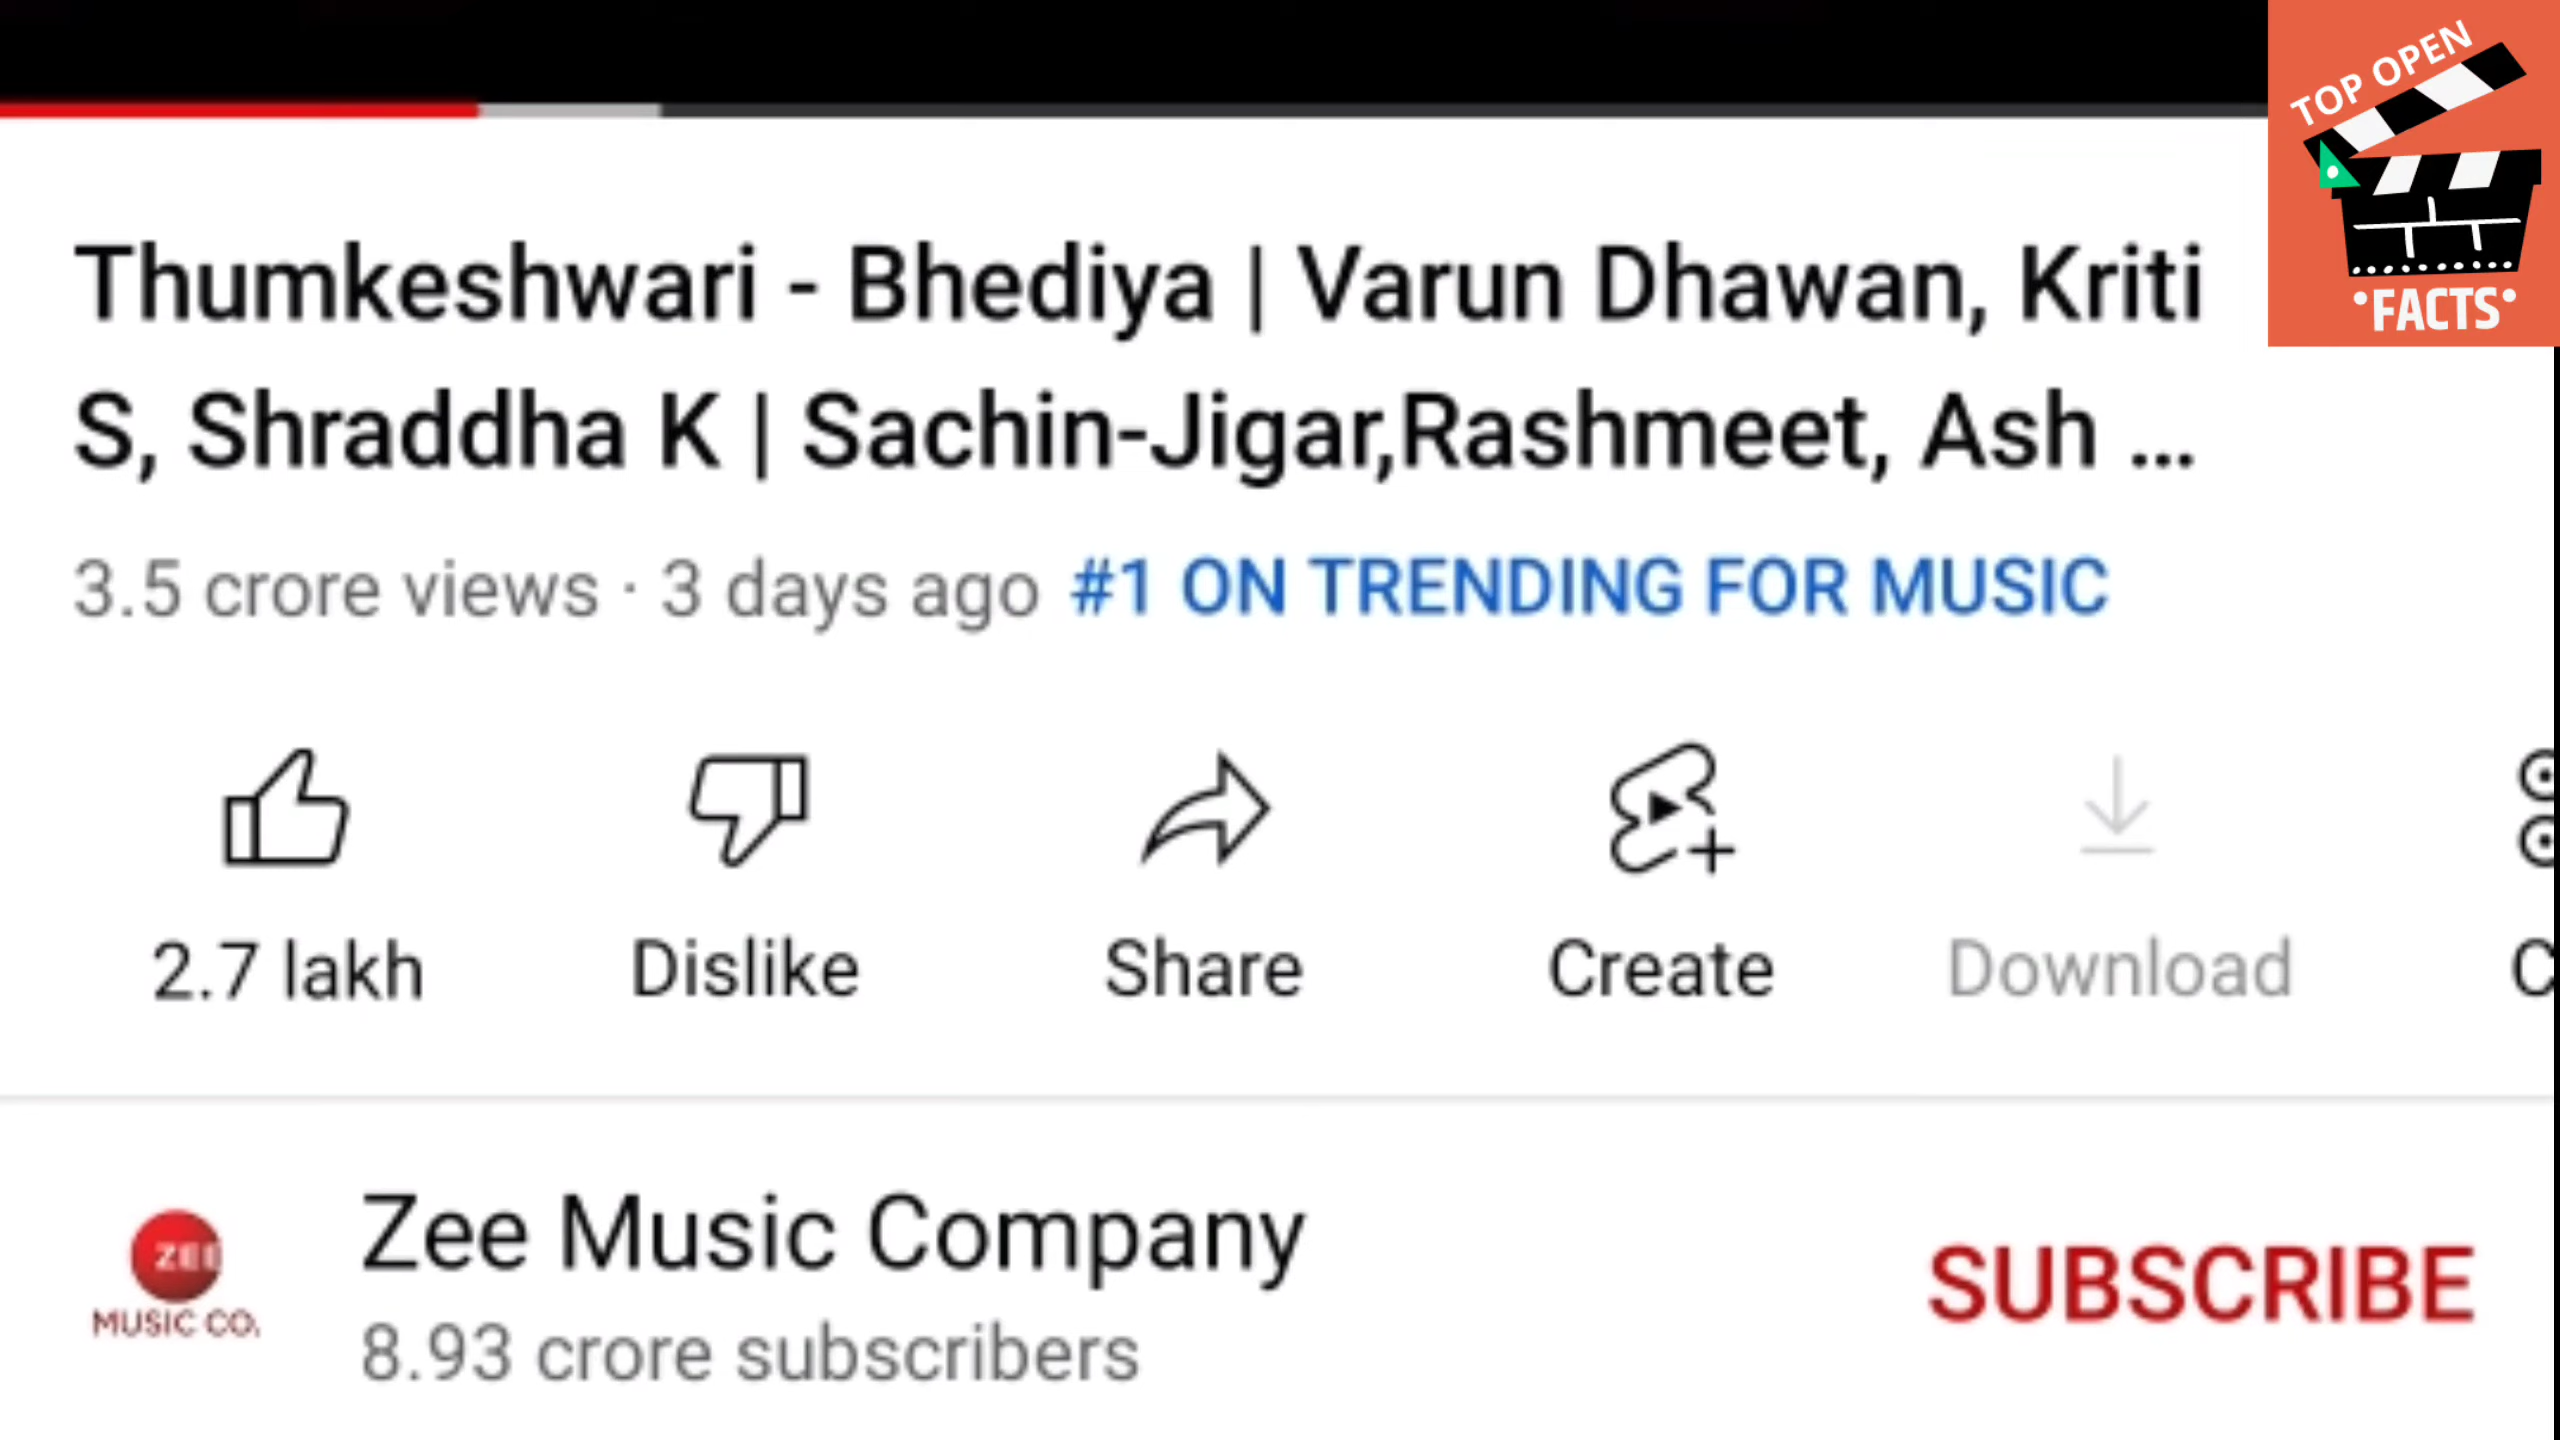 TOP OPEN
FACTS
Thumkeshwari - Bhediya | Varun Dhawan, Kriti
S, Shraddha K | Sachin-Jigar,Rashmeet, Ash ...
3.5 crore views · 3 days ago #1 ON TRENDING FOR MUSIC
2.7 lakh Dislike Share Create Download C
ZEE
MUSIC CO.
Zee Music Company
8.93 crore subscribers
SUBSCRIBE